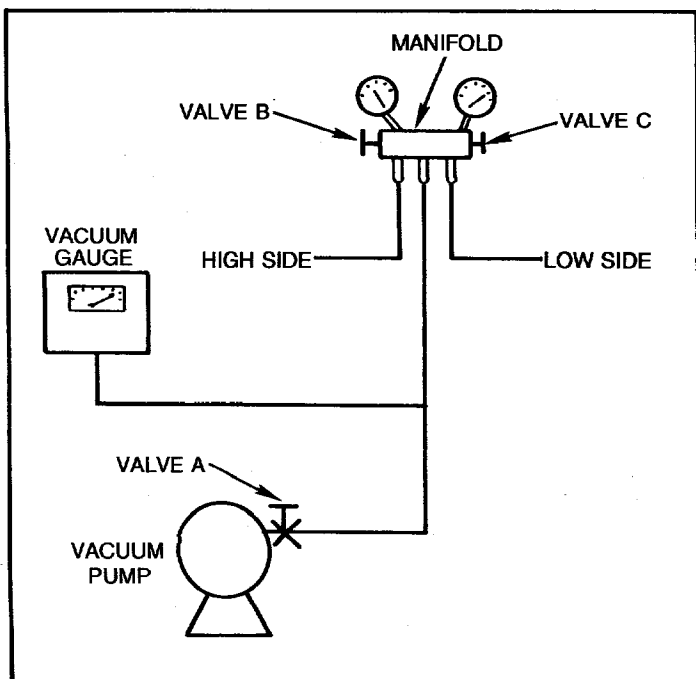 MANIFOLD
VALVE B
VALVE C
VACUUM
GAUGE
HIGH SIDE
LOW SIDE
VALVE A
VACUUM
PUMP